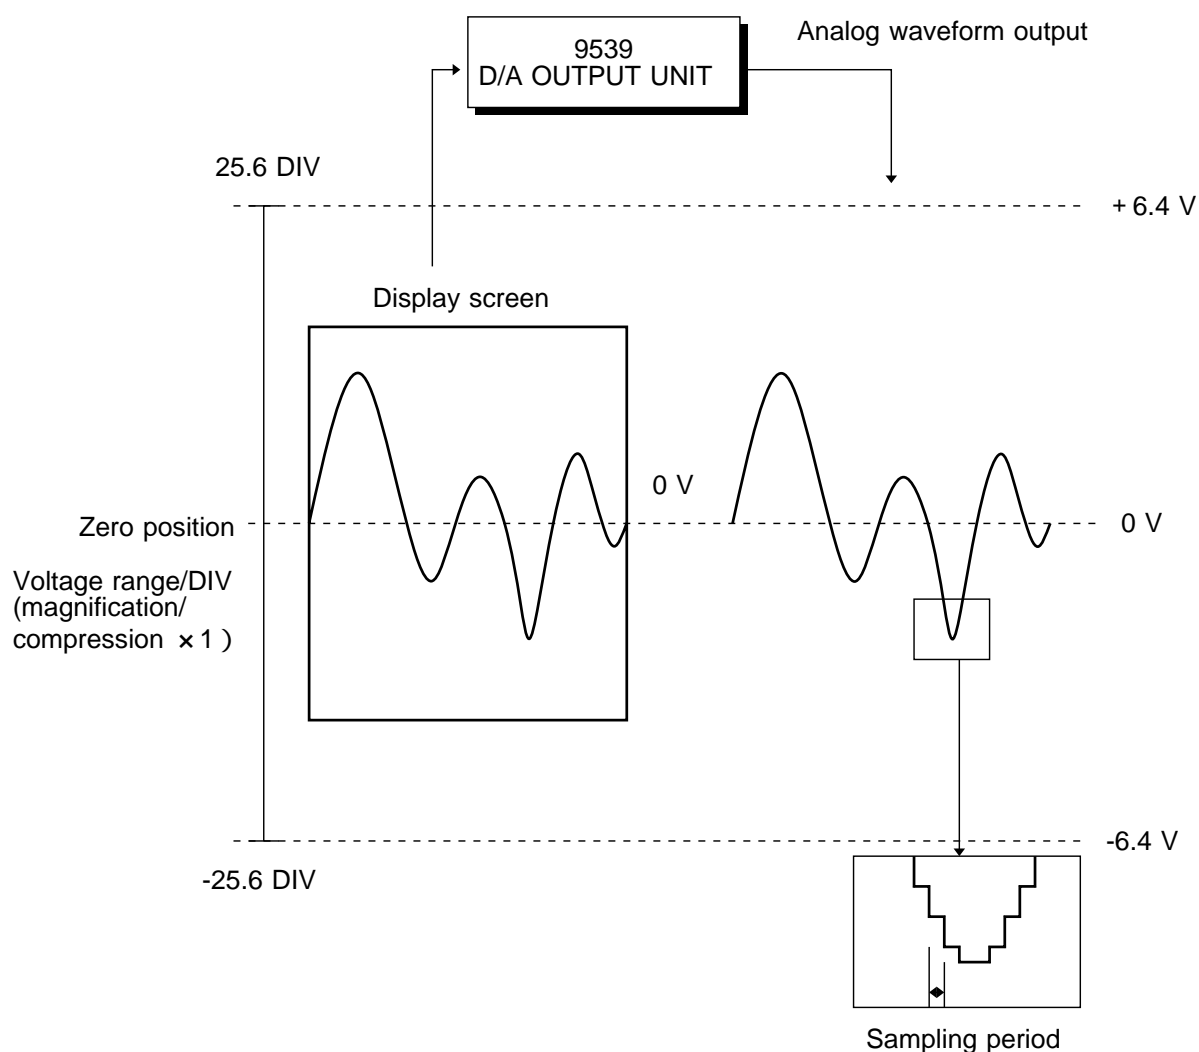 9539
D/A OUTPUT UNIT
Analog waveform output
25.6 DIV
+ 6.4 V
Display screen
0 V
Zero position
0 V
Voltage range/DIV
(magnification/
compression × 1 )
-6.4 V
-25.6 DIV
Sampling period